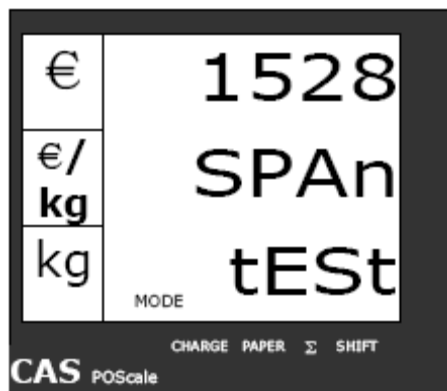 € 1528
€/kg SPAn
kg tESt
MODE
CHARGE PAPER Σ SHIFT
CAS POScale